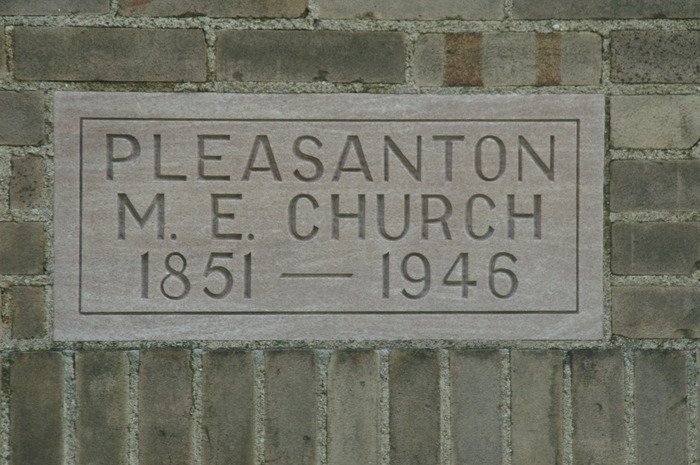 PLEASANTON
M. E. CHURCH
1851 — 1946